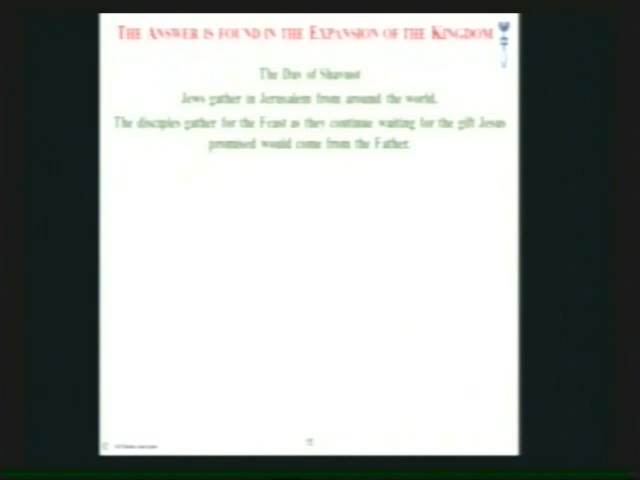 THE ANSWER IS FOUND IN THE EXPANSION OF THE KINGDOM
The Day of Shavuot
Jews gather in Jerusalem from around the world.
The disciples gather for the Feast as they continue waiting for the gift Jesus
promised would come from the Father.